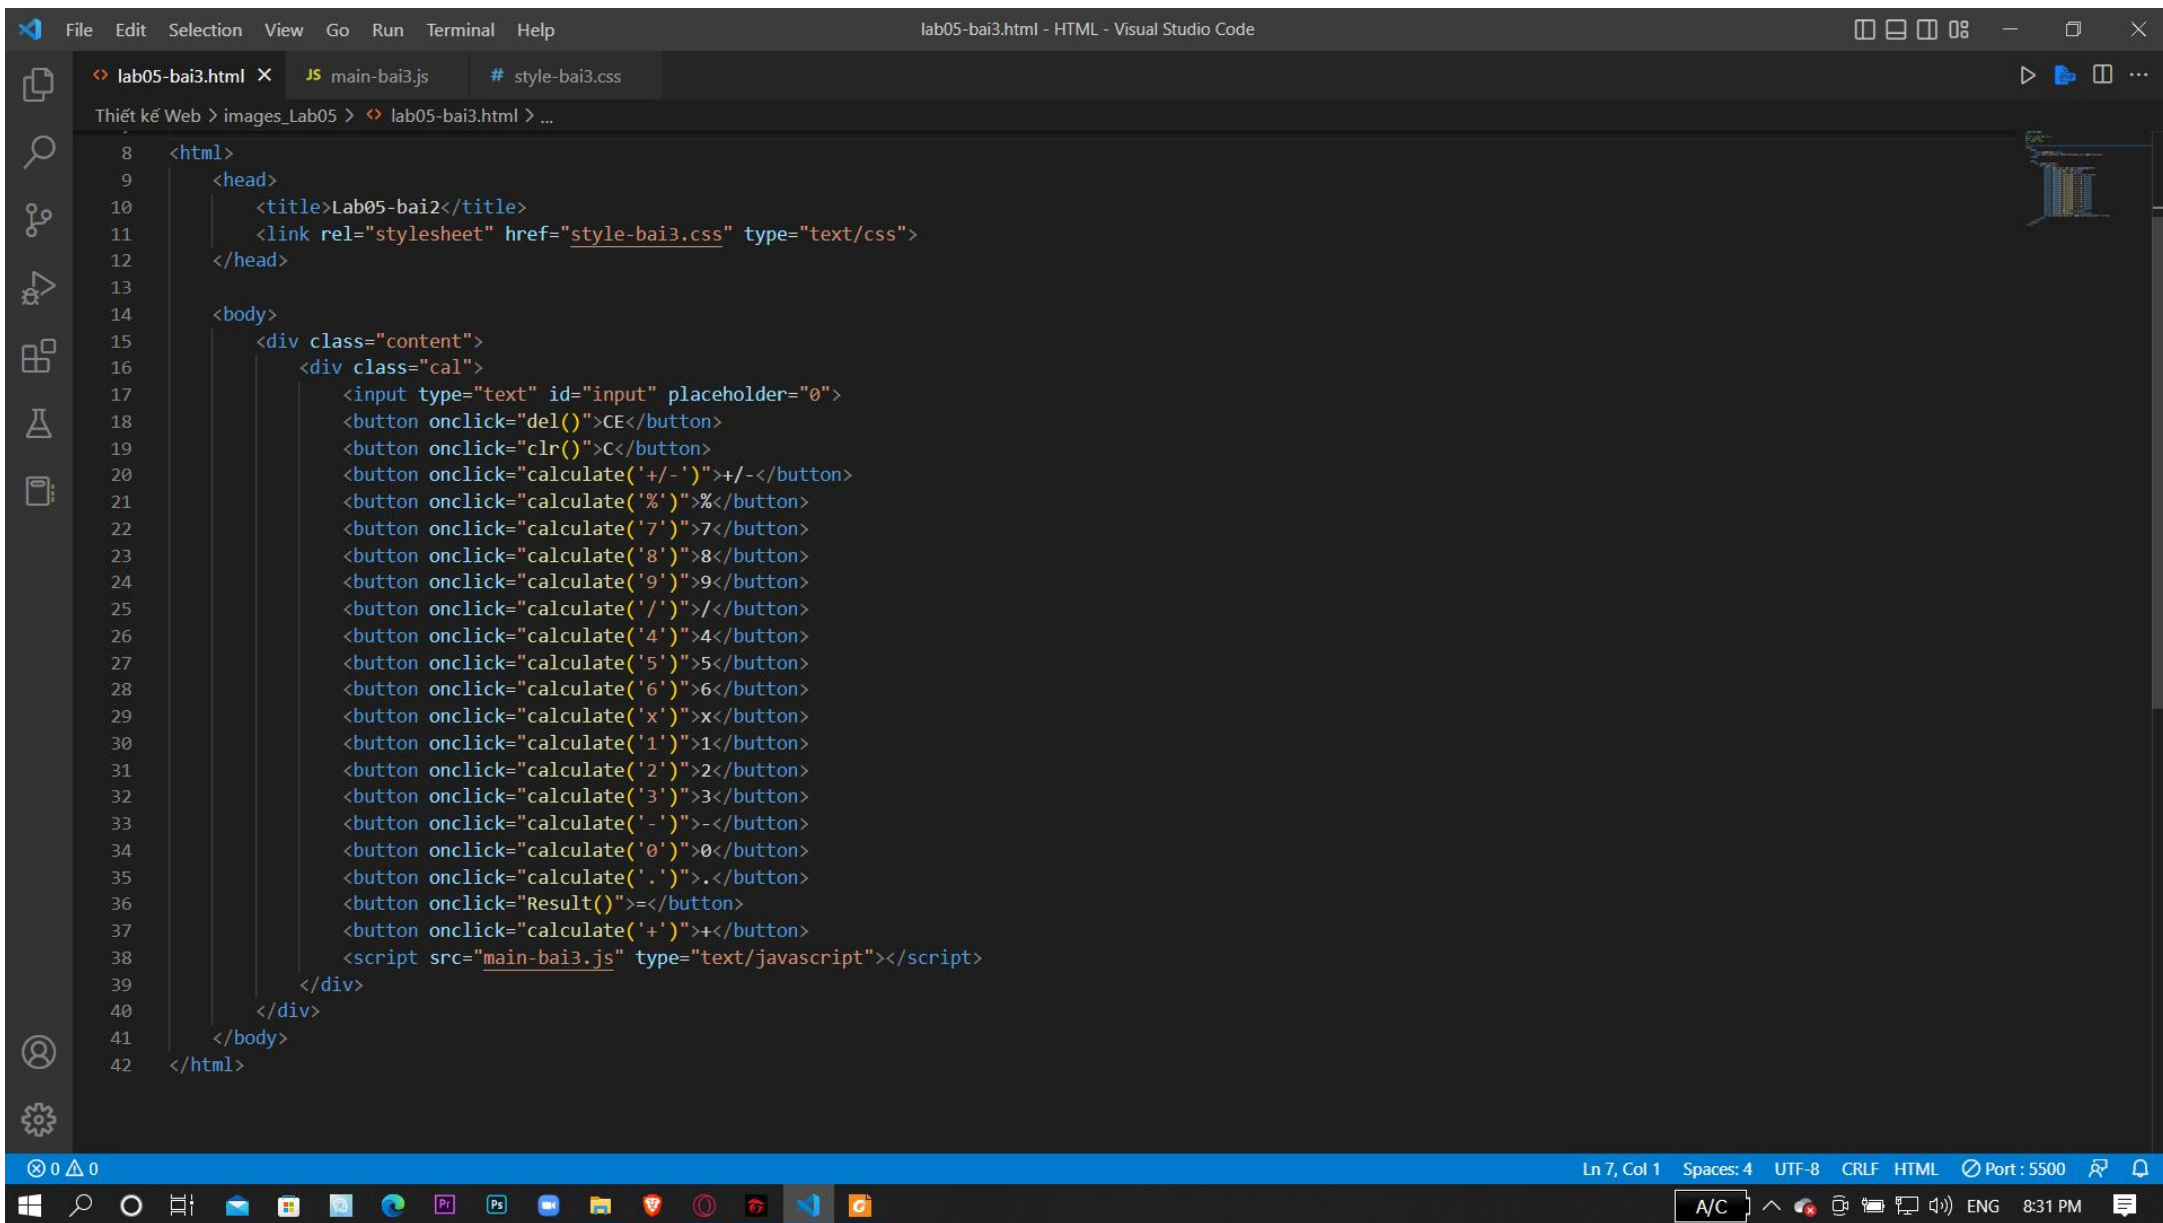 File Edit Selection View Go Run Terminal Help lab05-bai3.html - HTML - Visual Studio Code
<> lab05-bai3.html × JS main-bai3.js # style-bai3.css
Thiết kế Web > images_Lab05 > <> lab05-bai3.html > ...
8 <html>
9 <head>
10 <title>Lab05-bai2</title>
11 <link rel="stylesheet" href="style-bai3.css" type="text/css">
12 </head>
13
14 <body>
15 <div class="content">
16 <div class="cal">
17 <input type="text" id="input" placeholder="0">
18 <button onclick="del()">CE</button>
19 <button onclick="clr()">C</button>
20 <button onclick="calculate('+/-')">+/-</button>
21 <button onclick="calculate('%')">%</button>
22 <button onclick="calculate('7')">7</button>
23 <button onclick="calculate('8')">8</button>
24 <button onclick="calculate('9')">9</button>
25 <button onclick="calculate('/')">/</button>
26 <button onclick="calculate('4')">4</button>
27 <button onclick="calculate('5')">5</button>
28 <button onclick="calculate('6')">6</button>
29 <button onclick="calculate('x')">x</button>
30 <button onclick="calculate('1')">1</button>
31 <button onclick="calculate('2')">2</button>
32 <button onclick="calculate('3')">3</button>
33 <button onclick="calculate('-')">-</button>
34 <button onclick="calculate('0')">0</button>
35 <button onclick="calculate('.')">.</button>
36 <button onclick="Result()">=</button>
37 <button onclick="calculate('+')">+</button>
38 <script src="main-bai3.js" type="text/javascript"></script>
39 </div>
40 </div>
41 </body>
42 </html>
0 0 Ln 7, Col 1 Spaces: 4 UTF-8 CRLF HTML Port : 5500
Pr Ps A/C ENG 8:31 PM